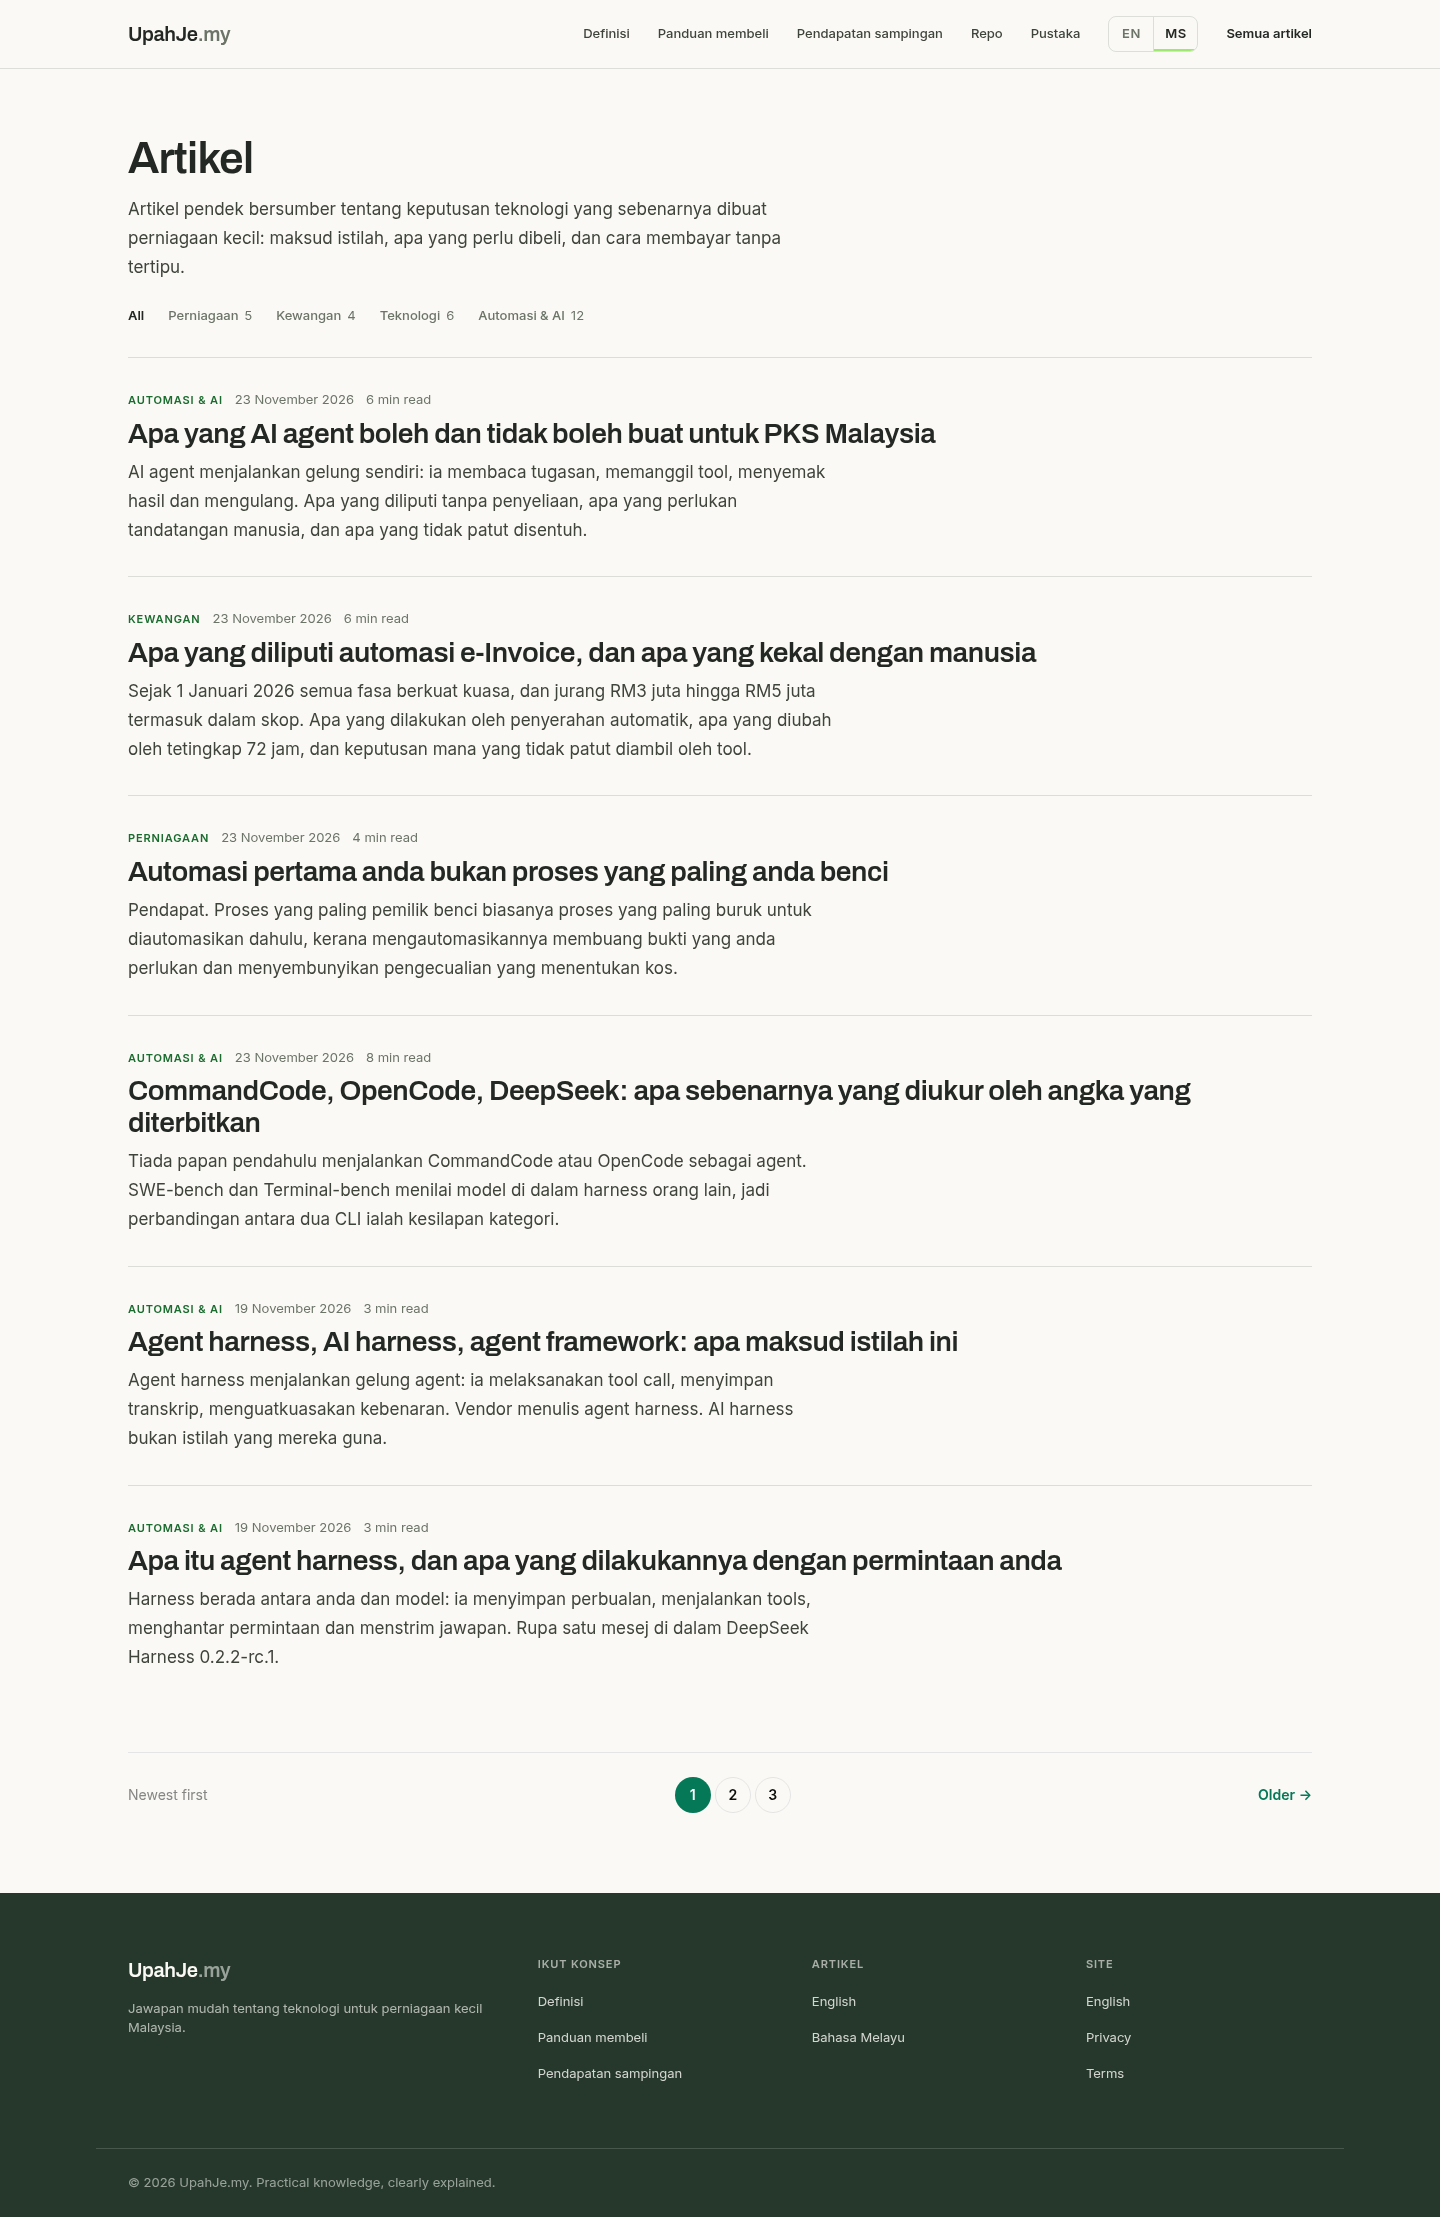 UpahJe.my
Definisi
Panduan membeli
Pendapatan sampingan
Repo
Pustaka
EN
MS
Semua artikel
Artikel
Artikel pendek bersumber tentang keputusan teknologi yang sebenarnya dibuat
perniagaan kecil: maksud istilah, apa yang perlu dibeli, dan cara membayar tanpa
tertipu.
All
Perniagaan 5
Kewangan 4
Teknologi 6
Automasi & AI 12
AUTOMASI & AI 23 November 2026 6 min read
Apa yang AI agent boleh dan tidak boleh buat untuk PKS Malaysia
AI agent menjalankan gelung sendiri: ia membaca tugasan, memanggil tool, menyemak
hasil dan mengulang. Apa yang diliputi tanpa penyeliaan, apa yang perlukan
tandatangan manusia, dan apa yang tidak patut disentuh.
KEWANGAN 23 November 2026 6 min read
Apa yang diliputi automasi e-Invoice, dan apa yang kekal dengan manusia
Sejak 1 Januari 2026 semua fasa berkuat kuasa, dan jurang RM3 juta hingga RM5 juta
termasuk dalam skop. Apa yang dilakukan oleh penyerahan automatik, apa yang diubah
oleh tetingkap 72 jam, dan keputusan mana yang tidak patut diambil oleh tool.
PERNIAGAAN 23 November 2026 4 min read
Automasi pertama anda bukan proses yang paling anda benci
Pendapat. Proses yang paling pemilik benci biasanya proses yang paling buruk untuk
diautomasikan dahulu, kerana mengautomasikannya membuang bukti yang anda
perlukan dan menyembunyikan pengecualian yang menentukan kos.
AUTOMASI & AI 23 November 2026 8 min read
CommandCode, OpenCode, DeepSeek: apa sebenarnya yang diukur oleh angka yang
diterbitkan
Tiada papan pendahulu menjalankan CommandCode atau OpenCode sebagai agent.
SWE-bench dan Terminal-bench menilai model di dalam harness orang lain, jadi
perbandingan antara dua CLI ialah kesilapan kategori.
AUTOMASI & AI 19 November 2026 3 min read
Agent harness, AI harness, agent framework: apa maksud istilah ini
Agent harness menjalankan gelung agent: ia melaksanakan tool call, menyimpan
transkrip, menguatkuasakan kebenaran. Vendor menulis agent harness. AI harness
bukan istilah yang mereka guna.
AUTOMASI & AI 19 November 2026 3 min read
Apa itu agent harness, dan apa yang dilakukannya dengan permintaan anda
Harness berada antara anda dan model: ia menyimpan perbualan, menjalankan tools,
menghantar permintaan dan menstrim jawapan. Rupa satu mesej di dalam DeepSeek
Harness 0.2.2-rc.1.
Newest first
1
2
3
Older →
UpahJe.my
Jawapan mudah tentang teknologi untuk perniagaan kecil
Malaysia.
IKUT KONSEP
Definisi
Panduan membeli
Pendapatan sampingan
ARTIKEL
English
Bahasa Melayu
SITE
English
Privacy
Terms
© 2026 UpahJe.my. Practical knowledge, clearly explained.